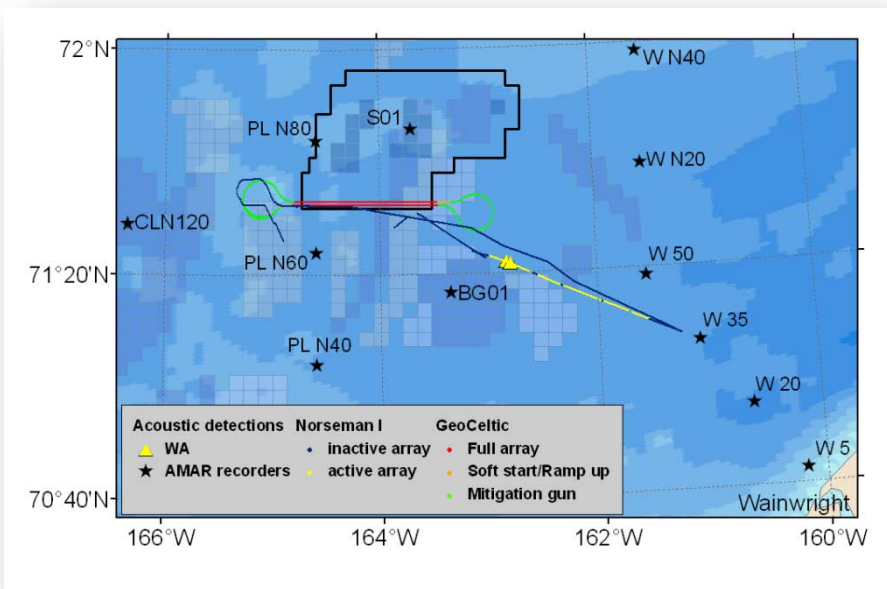 72°N
W N40
S01
PL N80
W N20
CLN120
PL N60
W 50
71°20'N
BG01
W 35
PL N40
W 20
W 5
70°40'N
Wainwright
Acoustic detections
WA
AMAR recorders
Norseman I
inactive array
active array
GeoCeltic
Full array
Soft start/Ramp up
Mitigation gun
166°W
164°W
162°W
160°W